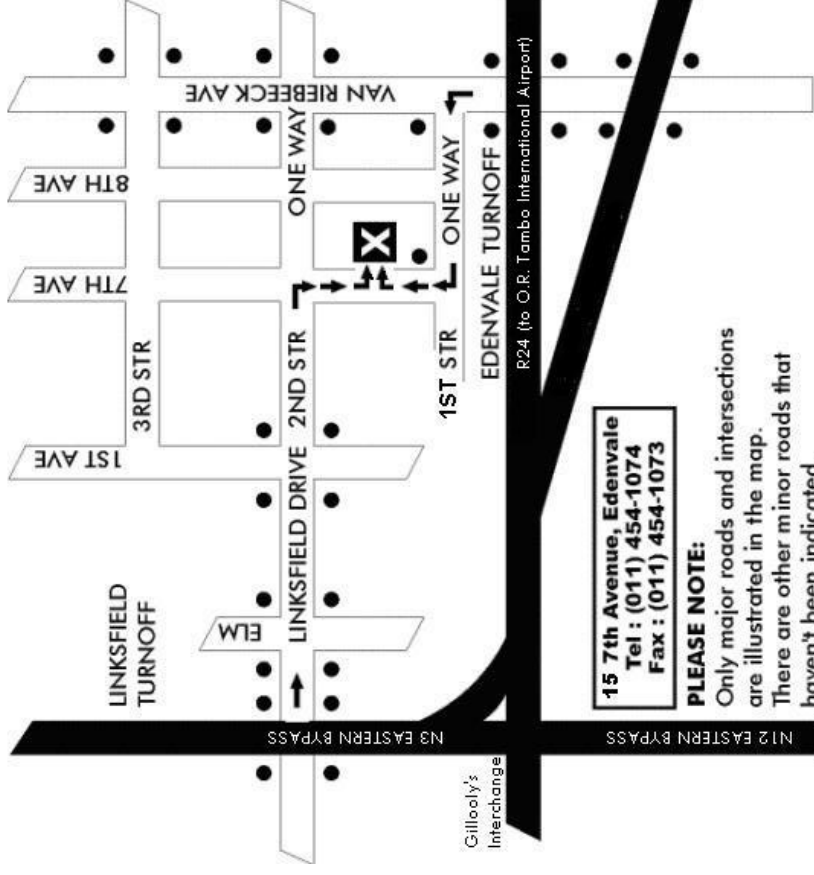 LINKSFIELD
TURNOFF
ELM
1ST AVE
7TH AVE
8TH AVE
VAN RIEBEECK AVE
3RD STR
LINKSFIELD DRIVE
2ND STR
ONE WAY
X
1ST STR
ONE WAY
EDENVALE TURNOFF
R24 (to O.R. Tambo International Airport)
N3 EASTERN BYPASS
N12 EASTERN BYPASS
Gillooly's
Interchange
15 7th Avenue, Edenvale
Tel : (011) 454-1074
Fax : (011) 454-1073
PLEASE NOTE:
Only major roads and intersections
are illustrated in the map.
There are other minor roads that
haven't been indicated